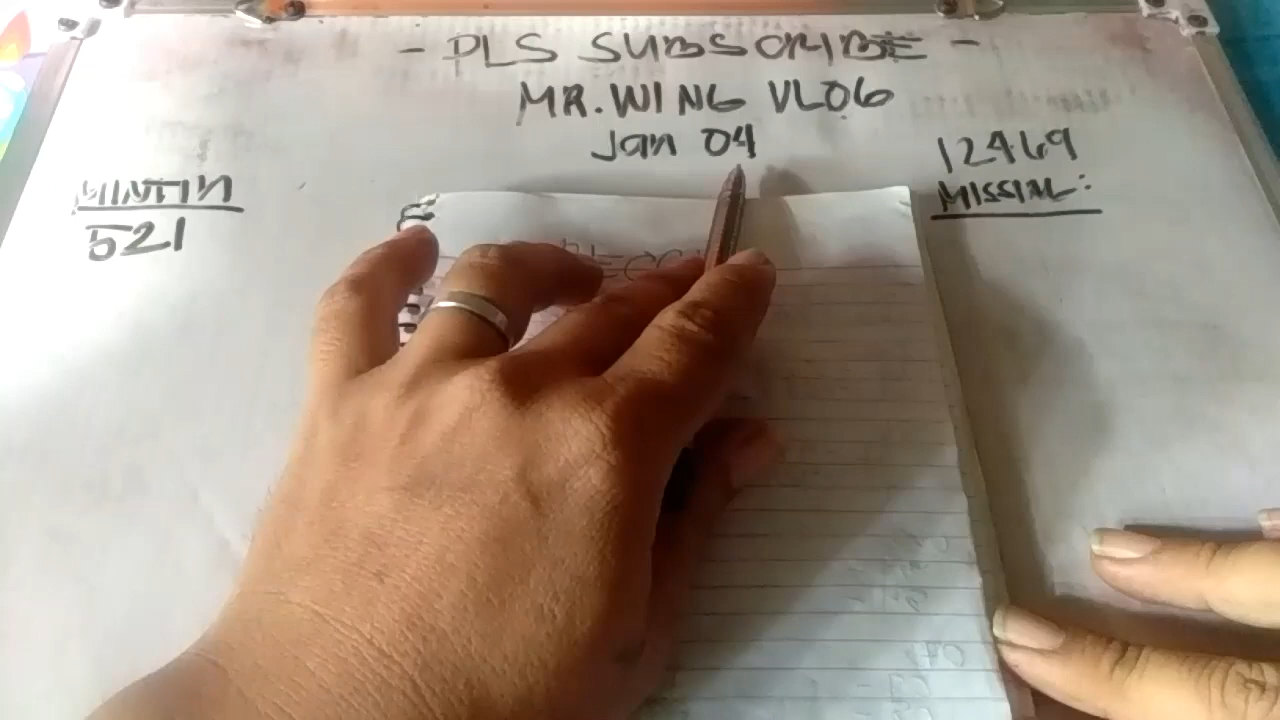 - PLS SUBSCRIBE -
MR.WING VLOG
Jan 04
12469
MISSING:
521